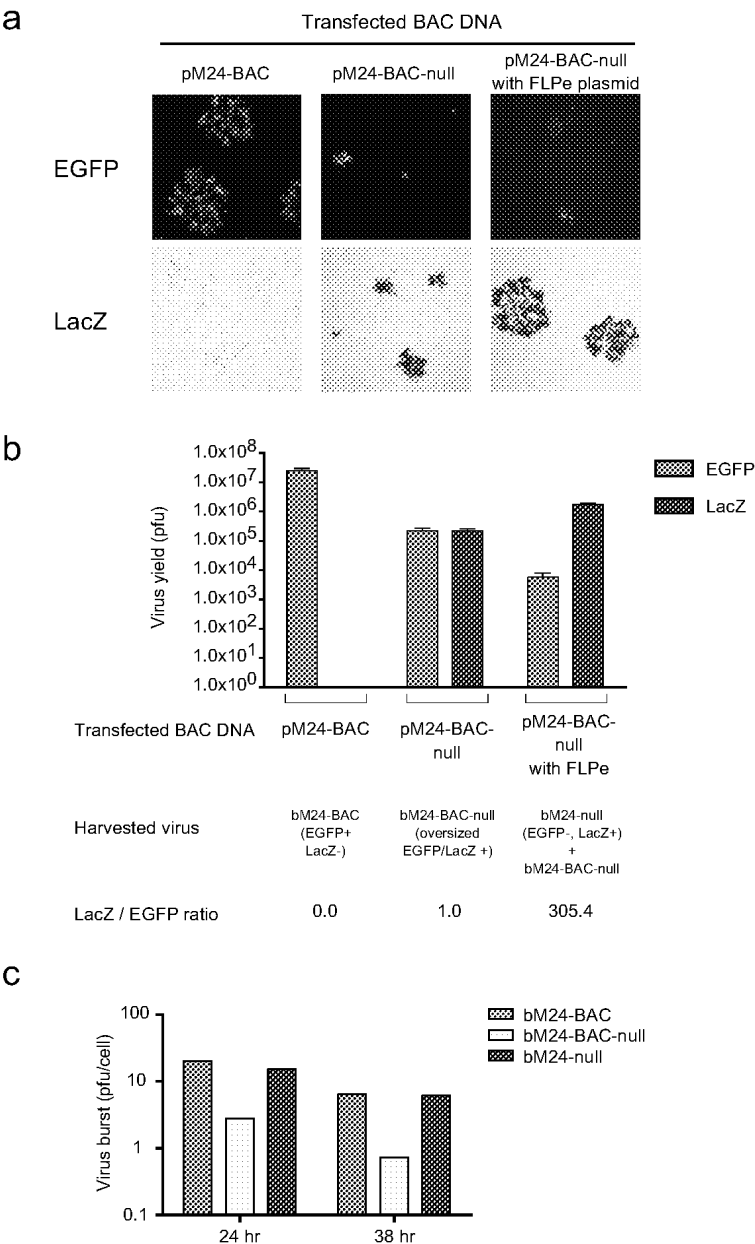 a
Transfected BAC DNA
pM24-BAC
pM24-BAC-null
pM24-BAC-null
with FLPe plasmid
EGFP
LacZ
b
1.0x10⁸
1.0x10⁷
1.0x10⁶
1.0x10⁵
1.0x10⁴
1.0x10³
1.0x10²
1.0x10¹
1.0x10⁰
Virus yield (pfu)
EGFP
LacZ
Transfected BAC DNA
pM24-BAC
pM24-BAC-
null
pM24-BAC-
null
with FLPe
Harvested virus
bM24-BAC
(EGFP+
LacZ-)
bM24-BAC-null
(oversized
EGFP/LacZ +)
bM24-null
(EGFP-, LacZ+)
+
bM24-BAC-null
LacZ / EGFP ratio
0.0
1.0
305.4
c
100
10
1
0.1
Virus burst (pfu/cell)
bM24-BAC
bM24-BAC-null
bM24-null
24 hr
38 hr